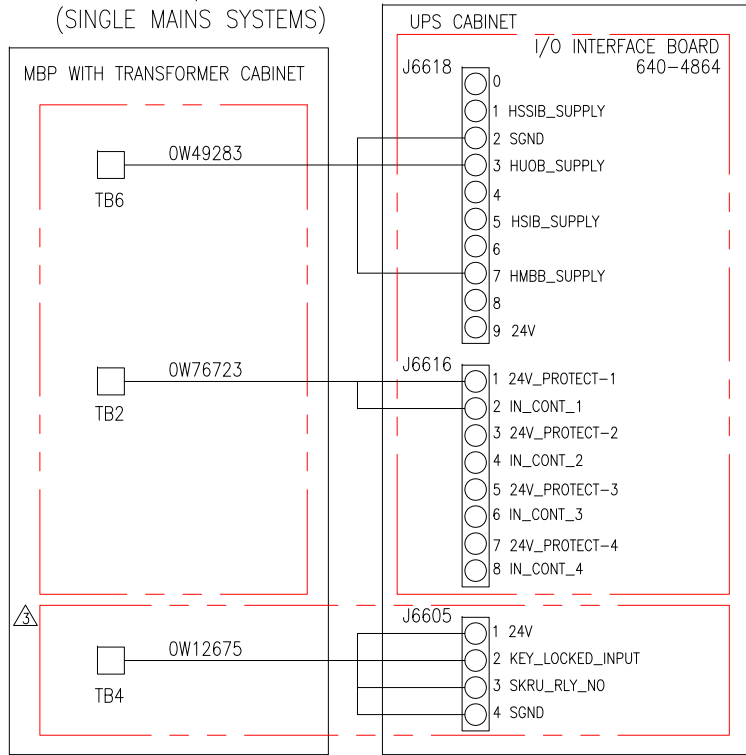 (SINGLE MAINS SYSTEMS)
MBP WITH TRANSFORMER CABINET
UPS CABINET
I/O INTERFACE BOARD
640-4864
J6618
0
1 HSSIB_SUPPLY
2 SGND
3 HUOB_SUPPLY
4
5 HSIB_SUPPLY
6
7 HMBB_SUPPLY
8
9 24V
0W49283
TB6
J6616
1 24V_PROTECT-1
2 IN_CONT_1
3 24V_PROTECT-2
4 IN_CONT_2
5 24V_PROTECT-3
6 IN_CONT_3
7 24V_PROTECT-4
8 IN_CONT_4
0W76723
TB2
3
J6605
1 24V
2 KEY_LOCKED_INPUT
3 SKRU_RLY_NO
4 SGND
0W12675
TB4